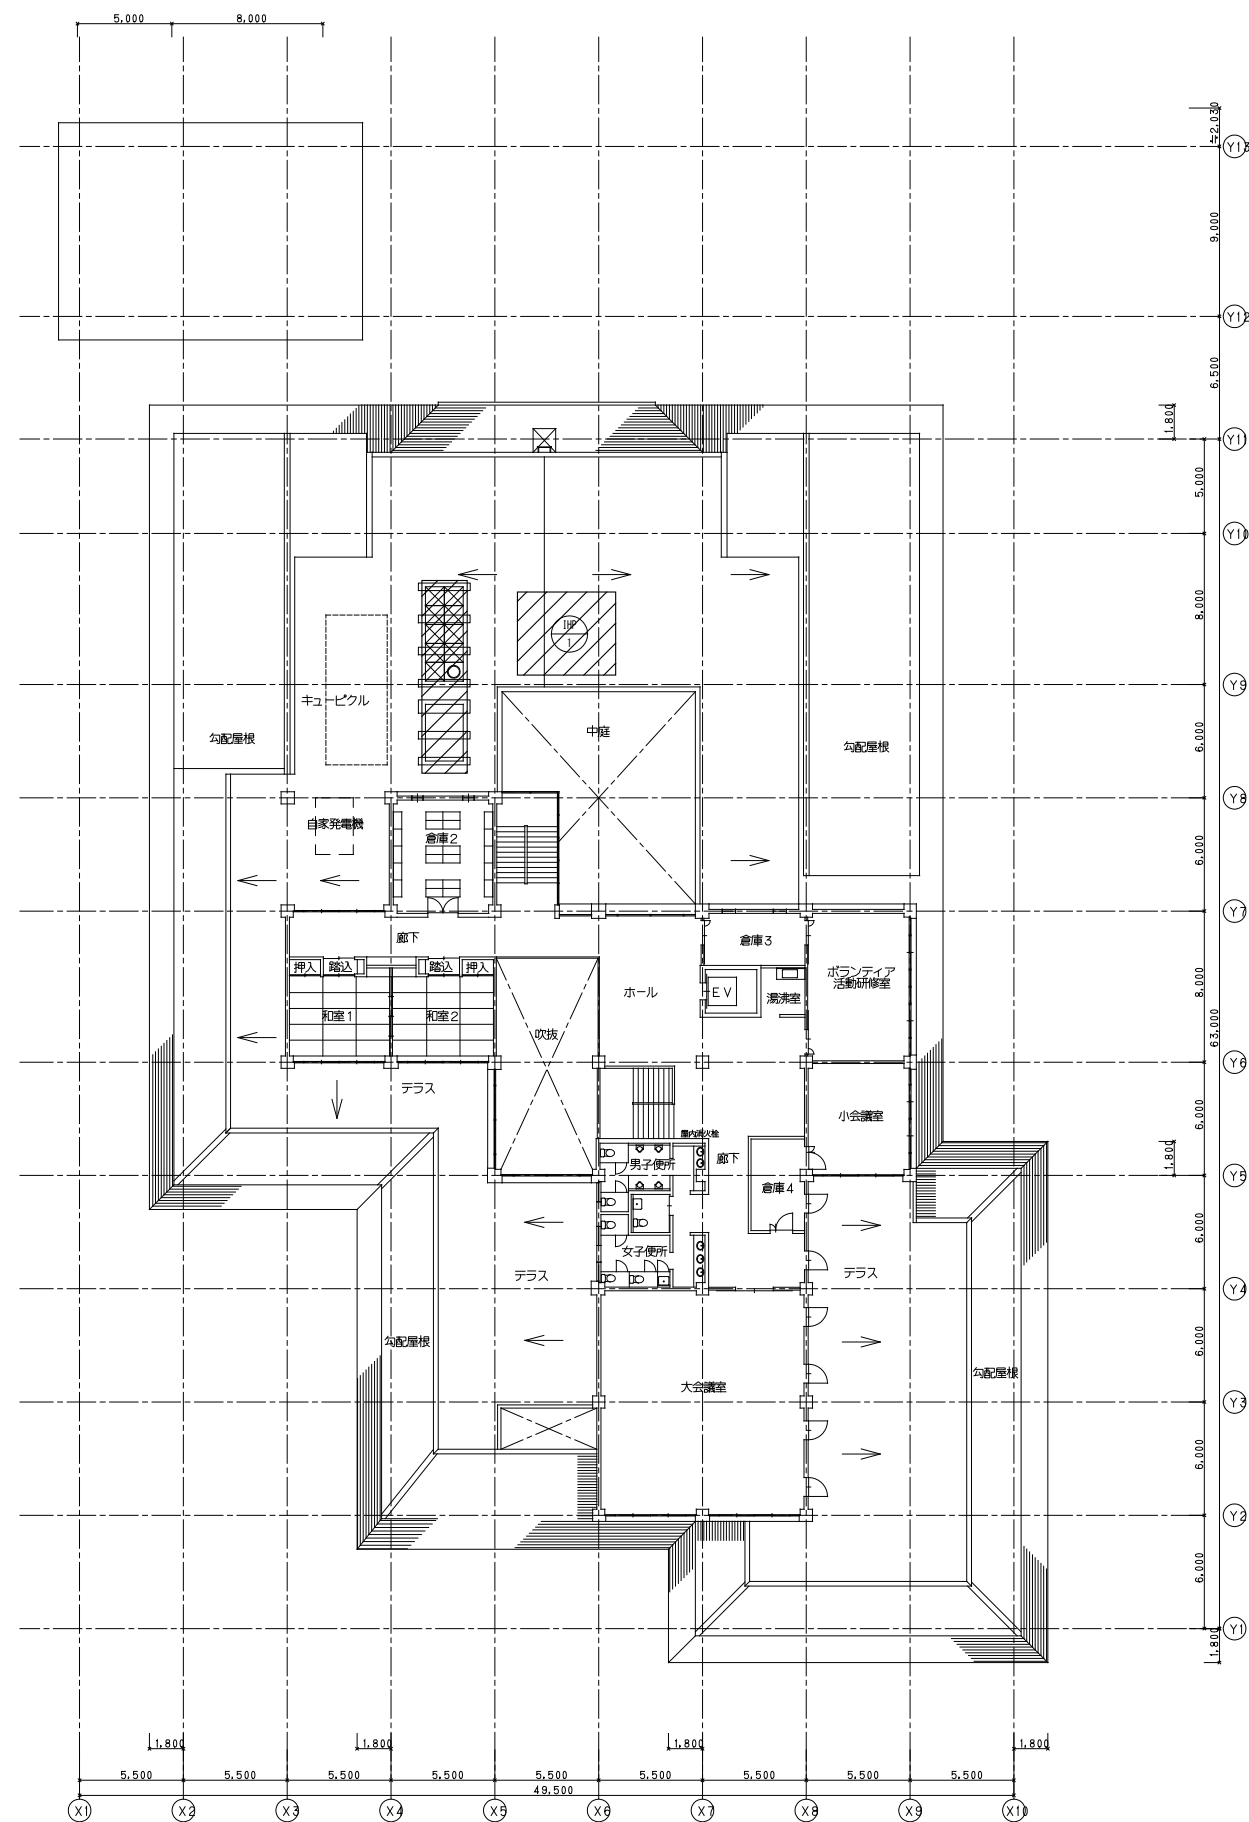 5,000
8,000
≒2,030
Y13
9,000
Y12
6,500
1,800
Y11
5,000
Y10
IHP
1
8,000
Y9
キュービクル
中庭
勾配屋根
勾配屋根
6,000
Y8
自家発電機
倉庫2
6,000
Y7
廊下
倉庫3
押入
踏込
踏込
押入
ホール
EV
湯沸室
ボランティア
活動研修室
8,000
63,000
和室1
和室2
吹抜
Y6
テラス
小会議室
6,000
屋内消火栓
男子便所
廊下
1,800
Y5
倉庫4
6,000
女子便所
テラス
テラス
Y4
勾配屋根
6,000
大会議室
勾配屋根
Y3
6,000
Y2
6,000
Y1
1,800
1,800
1,800
1,800
1,800
5,500
5,500
5,500
5,500
5,500
5,500
5,500
5,500
5,500
49,500
X1
X2
X3
X4
X5
X6
X7
X8
X9
X10